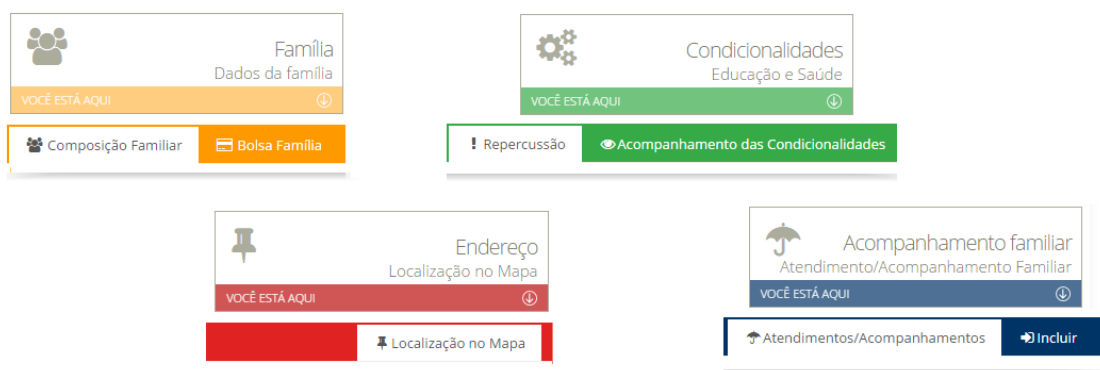 Família
Dados da família
VOCÊ ESTÁ AQUI
Composição Familiar
Bolsa Família
Condicionalidades
Educação e Saúde
VOCÊ ESTÁ AQUI
Repercussão
Acompanhamento das Condicionalidades
Endereço
Localização no Mapa
VOCÊ ESTÁ AQUI
Localização no Mapa
Acompanhamento familiar
Atendimento/Acompanhamento Familiar
VOCÊ ESTÁ AQUI
Atendimentos/Acompanhamentos
Incluir